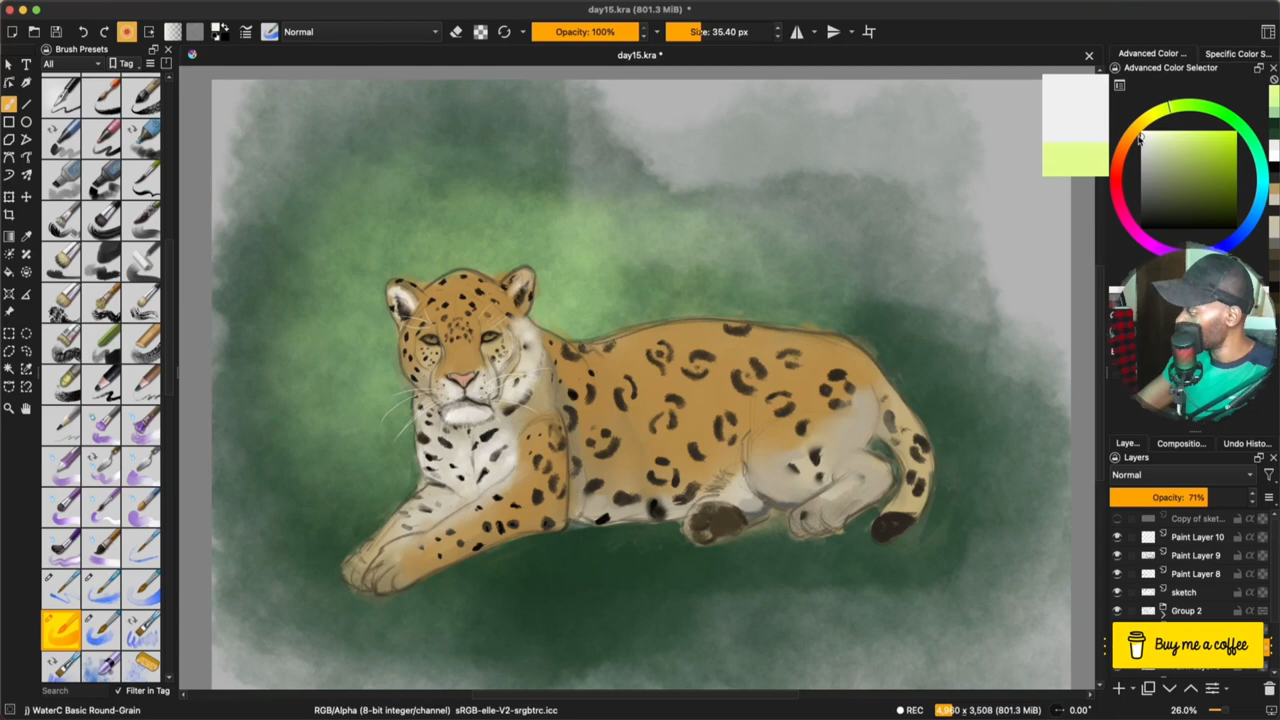 day15.kra (801.3 MiB) *
Normal
Opacity: 100%
Size: 35.40 px
Brush Presets
day15.kra *
All
Tag
Advanced Color ...
Specific Color S...
Advanced Color Selector
Laye...
Compositio...
Undo Histo...
Layers
Normal
Opacity: 71%
Copy of sket...
Paint Layer 10
Paint Layer 9
Paint Layer 8
sketch
Group 2
Buy me a coffee
Search
Filter in Tag
j) WaterC Basic Round-Grain
RGB/Alpha (8-bit integer/channel) sRGB-elle-V2-srgbtrc.icc
REC
4,960 x 3,508 (801.3 MiB)
0.00°
26.0%